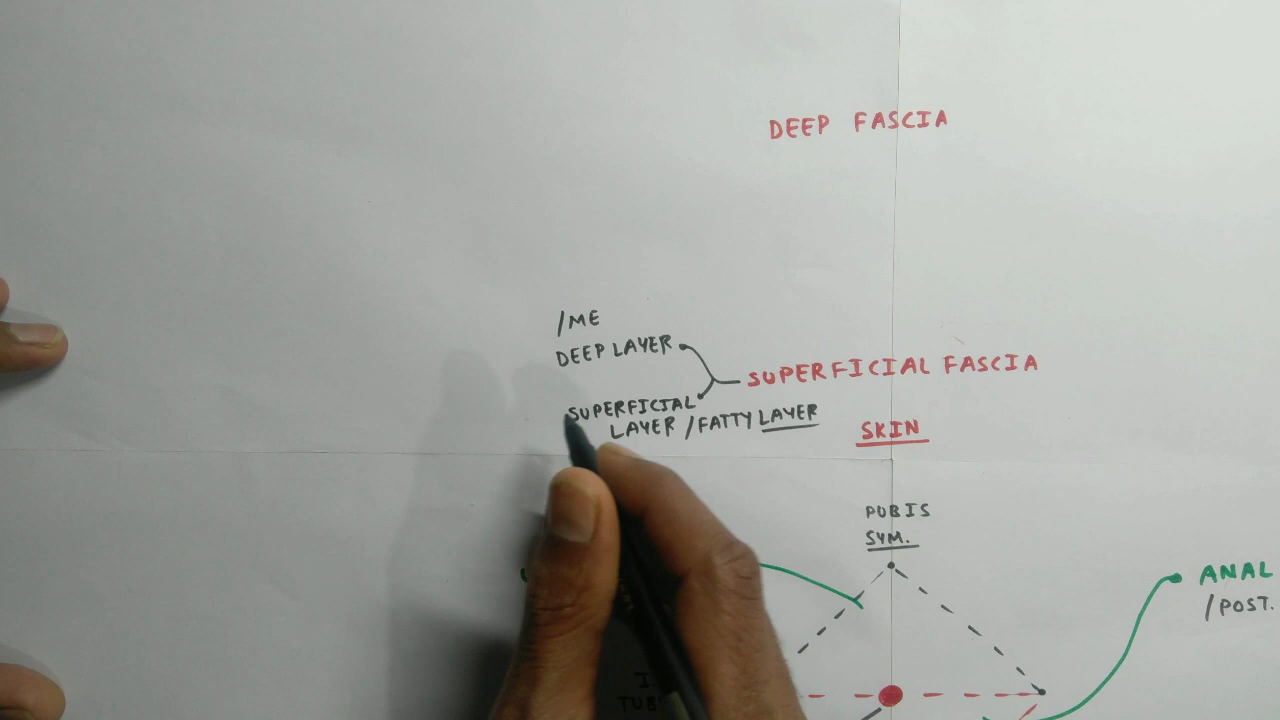 DEEP FASCIA
/ME
DEEP LAYER
SUPERFICIAL FASCIA
SUPERFICIAL
LAYER /FATTY LAYER
SKIN
PUBIS
SYM.
ANAL
/POST.